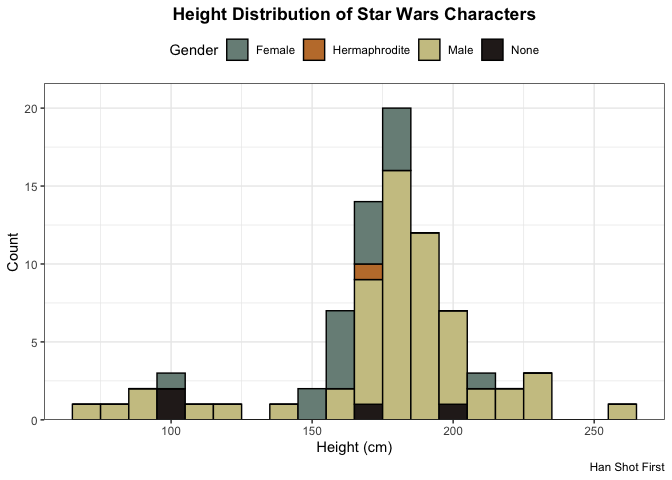 Height Distribution of Star Wars Characters
Gender Female Hermaphrodite Male None
20
15
10
5
0
Count
100 150 200 250
Height (cm)
Han Shot First